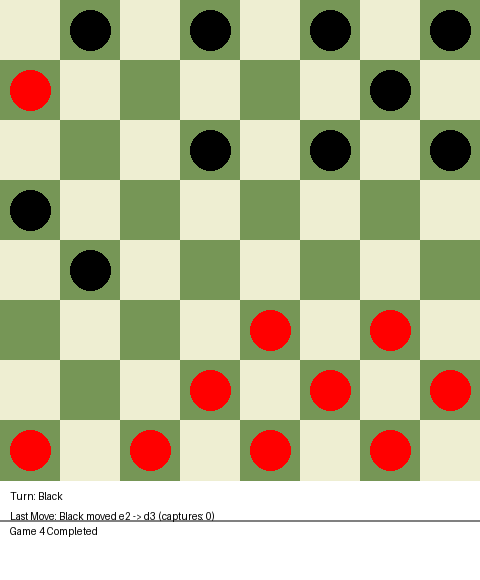 Turn: Black
Last Move: Black moved e2 -> d3 (captures: 0)
Game 4 Completed